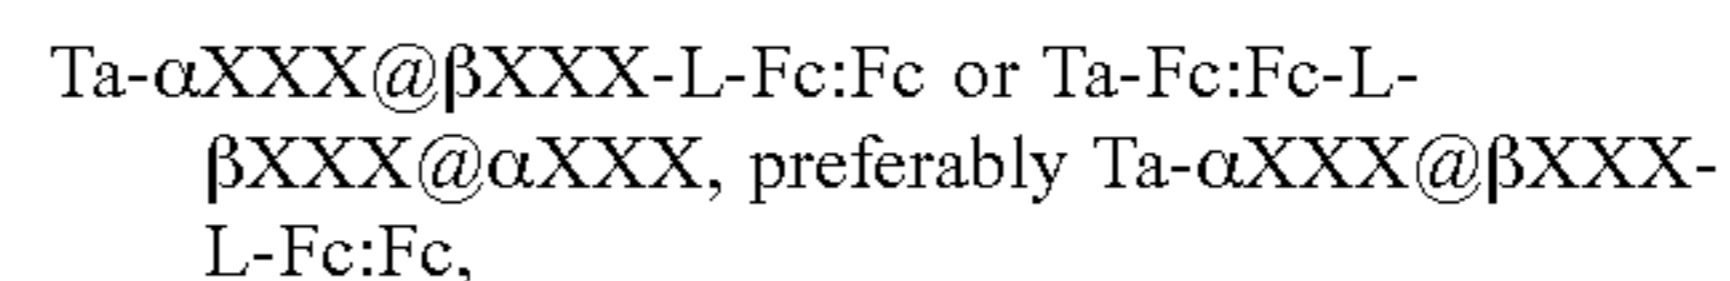 Ta-αXXX@βXXX-L-Fc:Fc or Ta-Fc:Fc-L-
βXXX@αXXX, preferably Ta-αXXX@βXXX-
L-Fc:Fc,